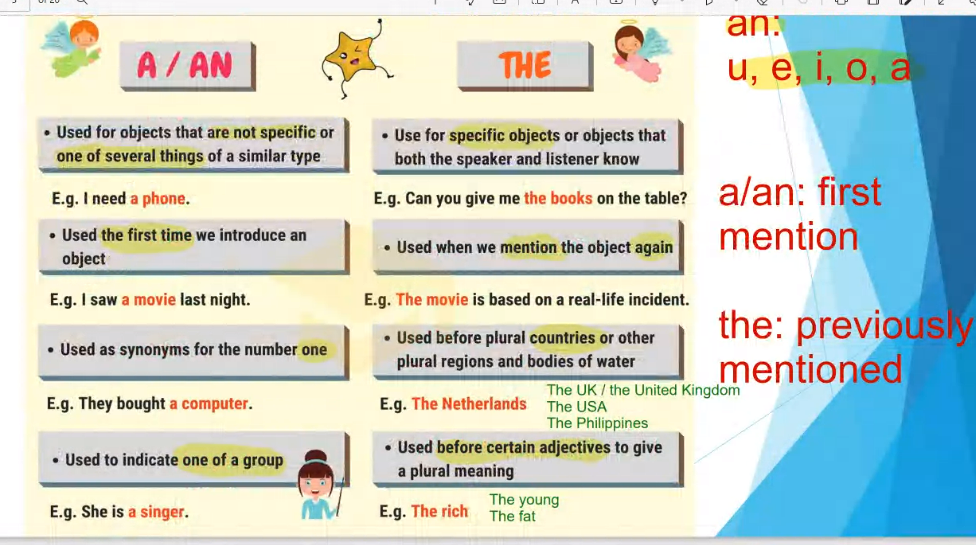 A / AN
THE
• Used for objects that are not specific or
one of several things of a similar type
E.g. I need a phone.
• Used the first time we introduce an
object
E.g. I saw a movie last night.
• Used as synonyms for the number one
E.g. They bought a computer.
• Used to indicate one of a group
E.g. She is a singer.
• Use for specific objects or objects that
both the speaker and listener know
E.g. Can you give me the books on the table?
• Used when we mention the object again
E.g. The movie is based on a real-life incident.
• Used before plural countries or other
plural regions and bodies of water
E.g. The Netherlands
The UK / the United Kingdom
The USA
The Philippines
• Used before certain adjectives to give
a plural meaning
E.g. The rich
The young
The fat
an:
u, e, i, o, a
a/an: first
mention
the: previously
mentioned